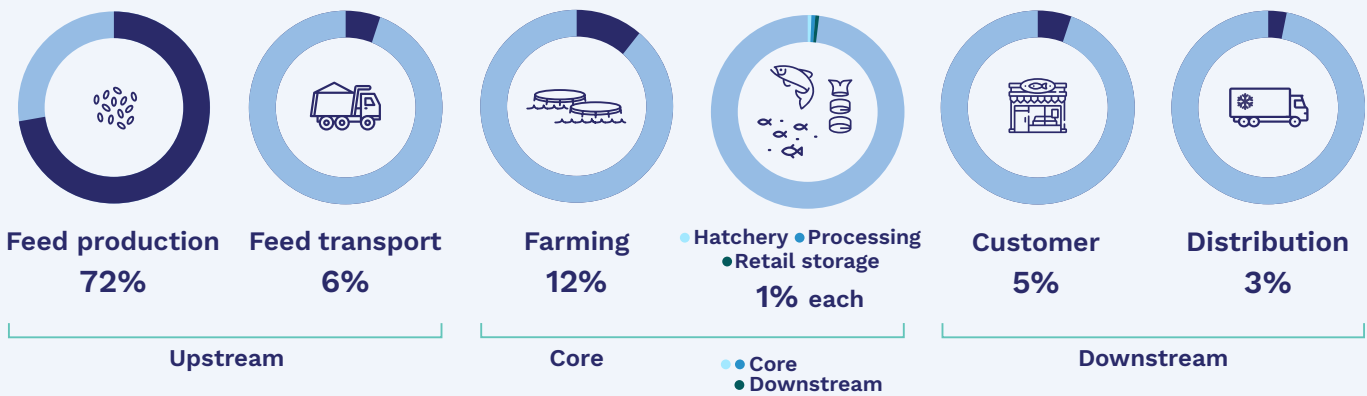 Feed production
72%
Feed transport
6%
Farming
12%
Hatchery Processing
Retail storage
1% each
Customer
5%
Distribution
3%
Upstream
Core
Core
Downstream
Downstream